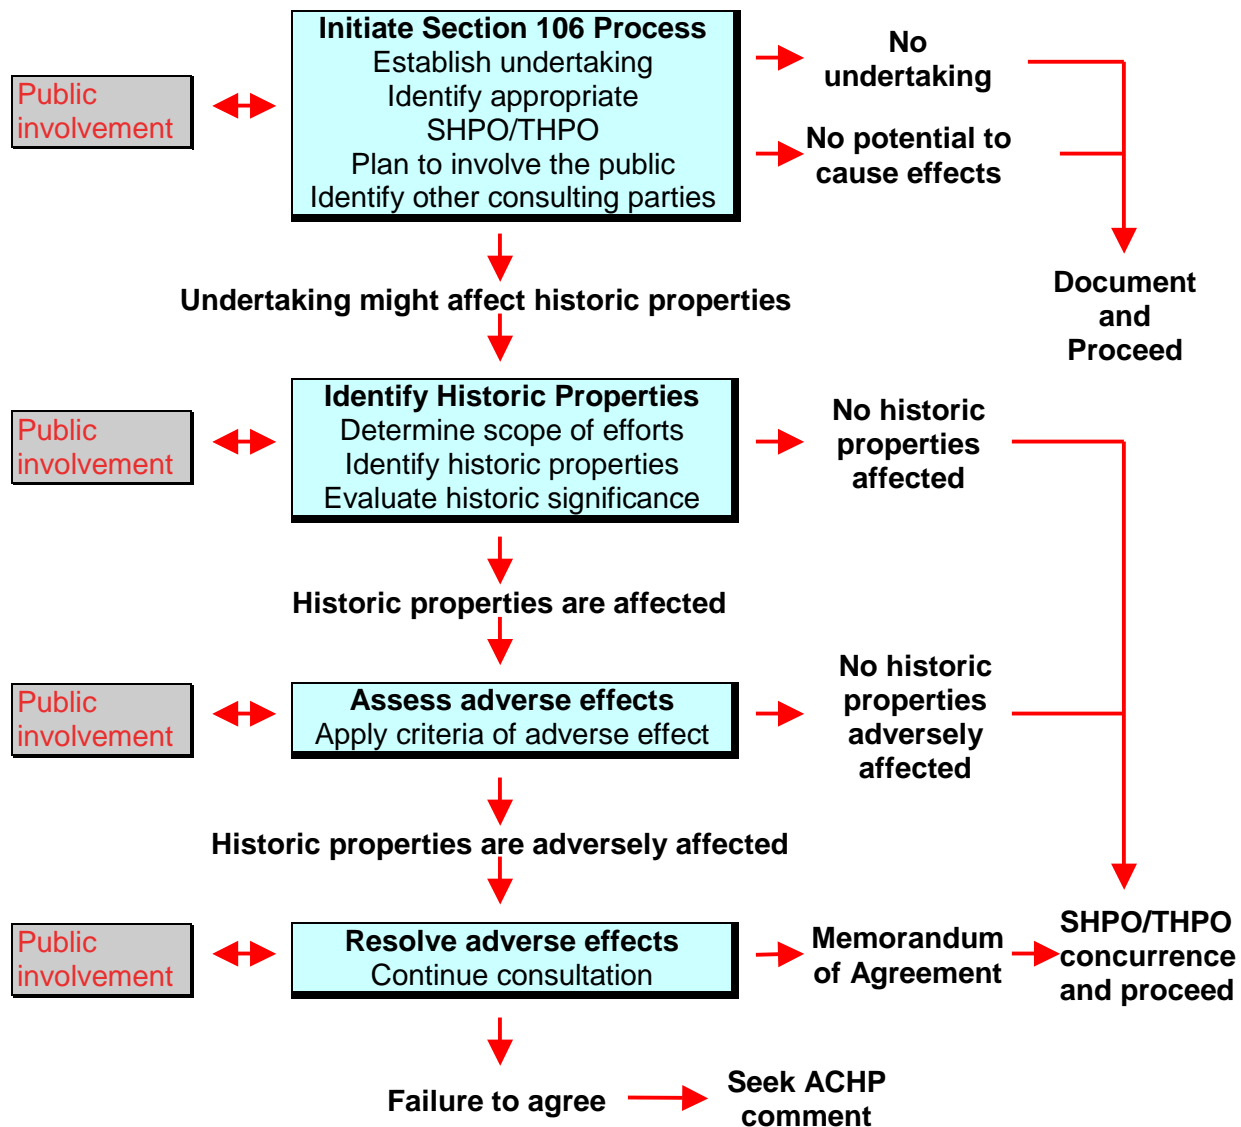 Public
involvement
Initiate Section 106 Process
Establish undertaking
Identify appropriate
SHPO/THPO
Plan to involve the public
Identify other consulting parties
No
undertaking
No potential to
cause effects
Document
and
Proceed
Undertaking might affect historic properties
Public
involvement
Identify Historic Properties
Determine scope of efforts
Identify historic properties
Evaluate historic significance
No historic
properties
affected
Historic properties are affected
Public
involvement
Assess adverse effects
Apply criteria of adverse effect
No historic
properties
adversely
affected
Historic properties are adversely affected
Public
involvement
Resolve adverse effects
Continue consultation
Memorandum
of Agreement
SHPO/THPO
concurrence
and proceed
Failure to agree
Seek ACHP
comment